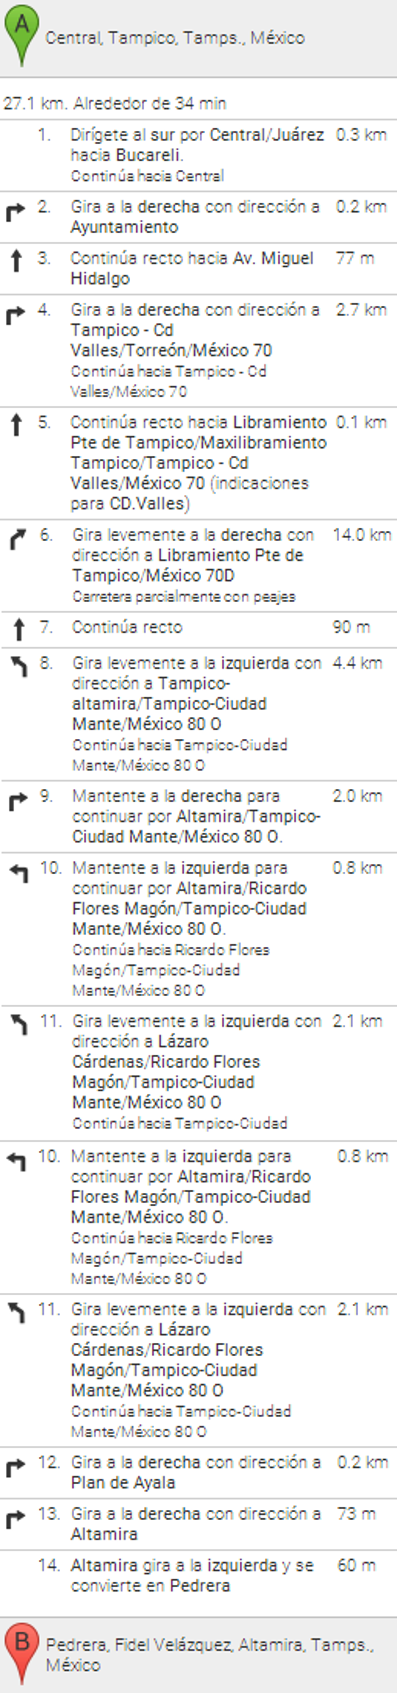 A
Central, Tampico, Tamps., México
27.1 km. Alrededor de 34 min
1. Dirígete al sur por Central/Juárez 0.3 km
hacia Bucareli.
Continúa hacia Central
2. Gira a la derecha con dirección a 0.2 km
Ayuntamiento
3. Continúa recto hacia Av. Miguel 77 m
Hidalgo
4. Gira a la derecha con dirección a 2.7 km
Tampico - Cd
Valles/Torreón/México 70
Continúa hacia Tampico - Cd
Valles/México 70
5. Continúa recto hacia Libramiento 0.1 km
Pte de Tampico/Maxilibramiento
Tampico/Tampico - Cd
Valles/México 70 (indicaciones
para CD.Valles)
6. Gira levemente a la derecha con 14.0 km
dirección a Libramiento Pte de
Tampico/México 70D
Carretera parcialmente con peajes
7. Continúa recto 90 m
8. Gira levemente a la izquierda con 4.4 km
dirección a Tampico-
altamira/Tampico-Ciudad
Mante/México 80 O
Continúa hacia Tampico-Ciudad
Mante/México 80 O
9. Mantente a la derecha para 2.0 km
continuar por Altamira/Tampico-
Ciudad Mante/México 80 O.
10. Mantente a la izquierda para 0.8 km
continuar por Altamira/Ricardo
Flores Magón/Tampico-Ciudad
Mante/México 80 O.
Continúa hacia Ricardo Flores
Magón/Tampico-Ciudad
Mante/México 80 O
11. Gira levemente a la izquierda con 2.1 km
dirección a Lázaro
Cárdenas/Ricardo Flores
Magón/Tampico-Ciudad
Mante/México 80 O
Continúa hacia Tampico-Ciudad
10. Mantente a la izquierda para 0.8 km
continuar por Altamira/Ricardo
Flores Magón/Tampico-Ciudad
Mante/México 80 O.
Continúa hacia Ricardo Flores
Magón/Tampico-Ciudad
Mante/México 80 O
11. Gira levemente a la izquierda con 2.1 km
dirección a Lázaro
Cárdenas/Ricardo Flores
Magón/Tampico-Ciudad
Mante/México 80 O
Continúa hacia Tampico-Ciudad
Mante/México 80 O
12. Gira a la derecha con dirección a 0.2 km
Plan de Ayala
13. Gira a la derecha con dirección a 73 m
Altamira
14. Altamira gira a la izquierda y se 60 m
convierte en Pedrera
B
Pedrera, Fidel Velázquez, Altamira, Tamps.,
México